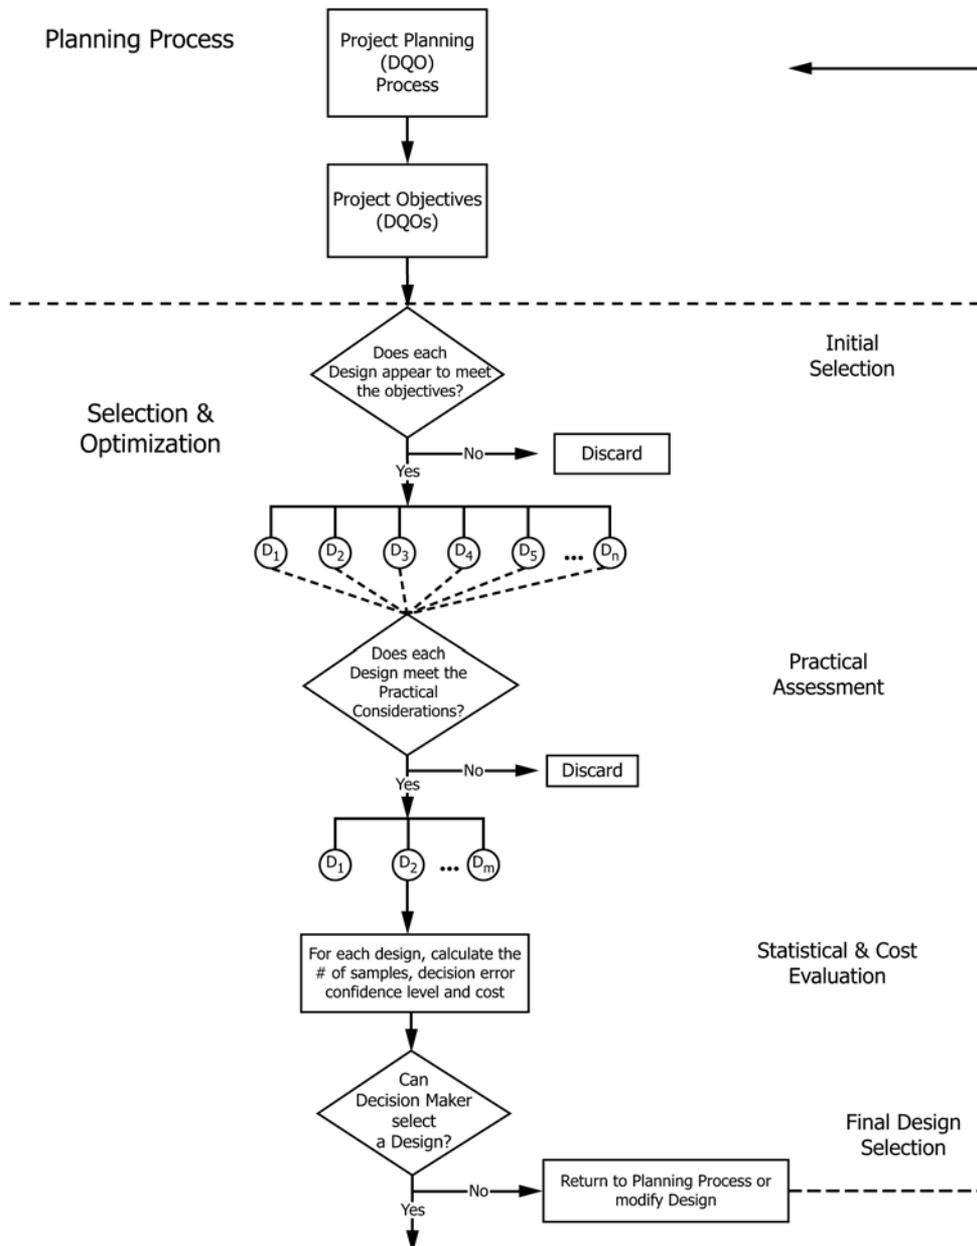 Planning Process
Project Planning
(DQO)
Process
Project Objectives
(DQOs)
Initial
Selection
Does each
Design appear to meet
the objectives?
Selection &
Optimization
No
Discard
Yes
D1
D2
D3
D4
D5
...
Dn
Does each
Design meet the
Practical
Considerations?
Practical
Assessment
No
Discard
Yes
D1
D2
...
Dm
For each design, calculate the
# of samples, decision error
confidence level and cost
Statistical & Cost
Evaluation
Can
Decision Maker
select
a Design?
Final Design
Selection
No
Return to Planning Process or
modify Design
Yes